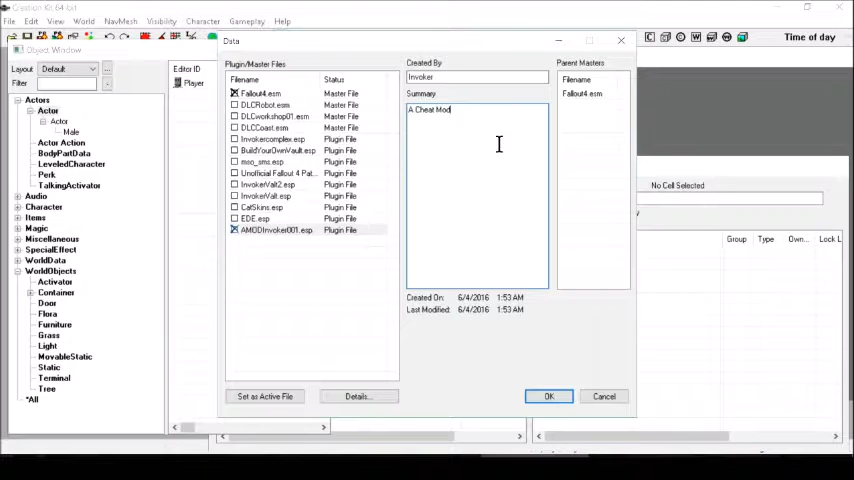 Creation Kit 64-bit
File Edit View World NavMesh Visibility Character Gameplay Help
Time of day
Object Window
Layout Default ...
Filter
Actors
Actor
Actor
Male
Actor Action
BodyPartData
LeveledCharacter
Perk
TalkingActivator
Audio
Character
Items
Magic
Miscellaneous
SpecialEffect
WorldData
WorldObjects
Activator
Container
Door
Flora
Furniture
Grass
Light
MovableStatic
Static
Terminal
Tree
*All
Editor ID
Player
Data
Plugin/Master Files
Filename Status
Fallout4.esm Master File
DLCRobot.esm Master File
DLCworkshop01.esm Master File
DLCCoast.esm Master File
Invokercomplex.esp Plugin File
BuildYourOwnVault.esp Plugin File
mso_sms.esp Plugin File
Unofficial Fallout 4 Pat... Plugin File
InvokerValt2.esp Plugin File
InvokerValt.esp Plugin File
CatSkins.esp Plugin File
EDE.esp Plugin File
AMODInvoker001.esp Plugin File
Set as Active File Details...
Created By
Invoker
Summary
A Cheat Mod
Created On: 6/4/2016 1:53 AM
Last Modified: 6/4/2016 1:53 AM
OK Cancel
Parent Masters
Filename
Fallout4.esm
No Cell Selected
Group Type Own... Lock L